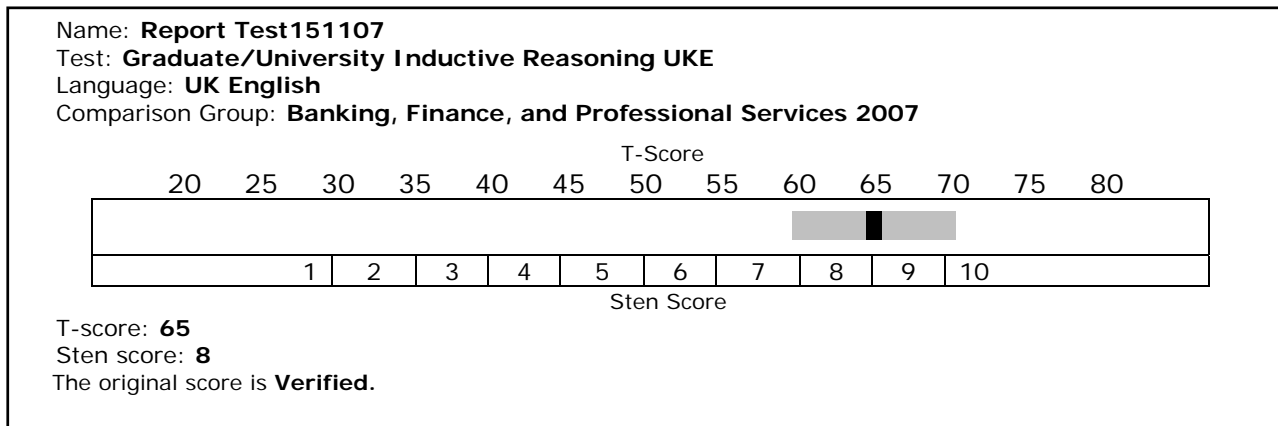 Name: Report Test151107
Test: Graduate/University Inductive Reasoning UKE
Language: UK English
Comparison Group: Banking, Finance, and Professional Services 2007
T-Score
20 25 30 35 40 45 50 55 60 65 70 75 80
1 2 3 4 5 6 7 8 9 10
Sten Score
T-score: 65
Sten score: 8
The original score is Verified.